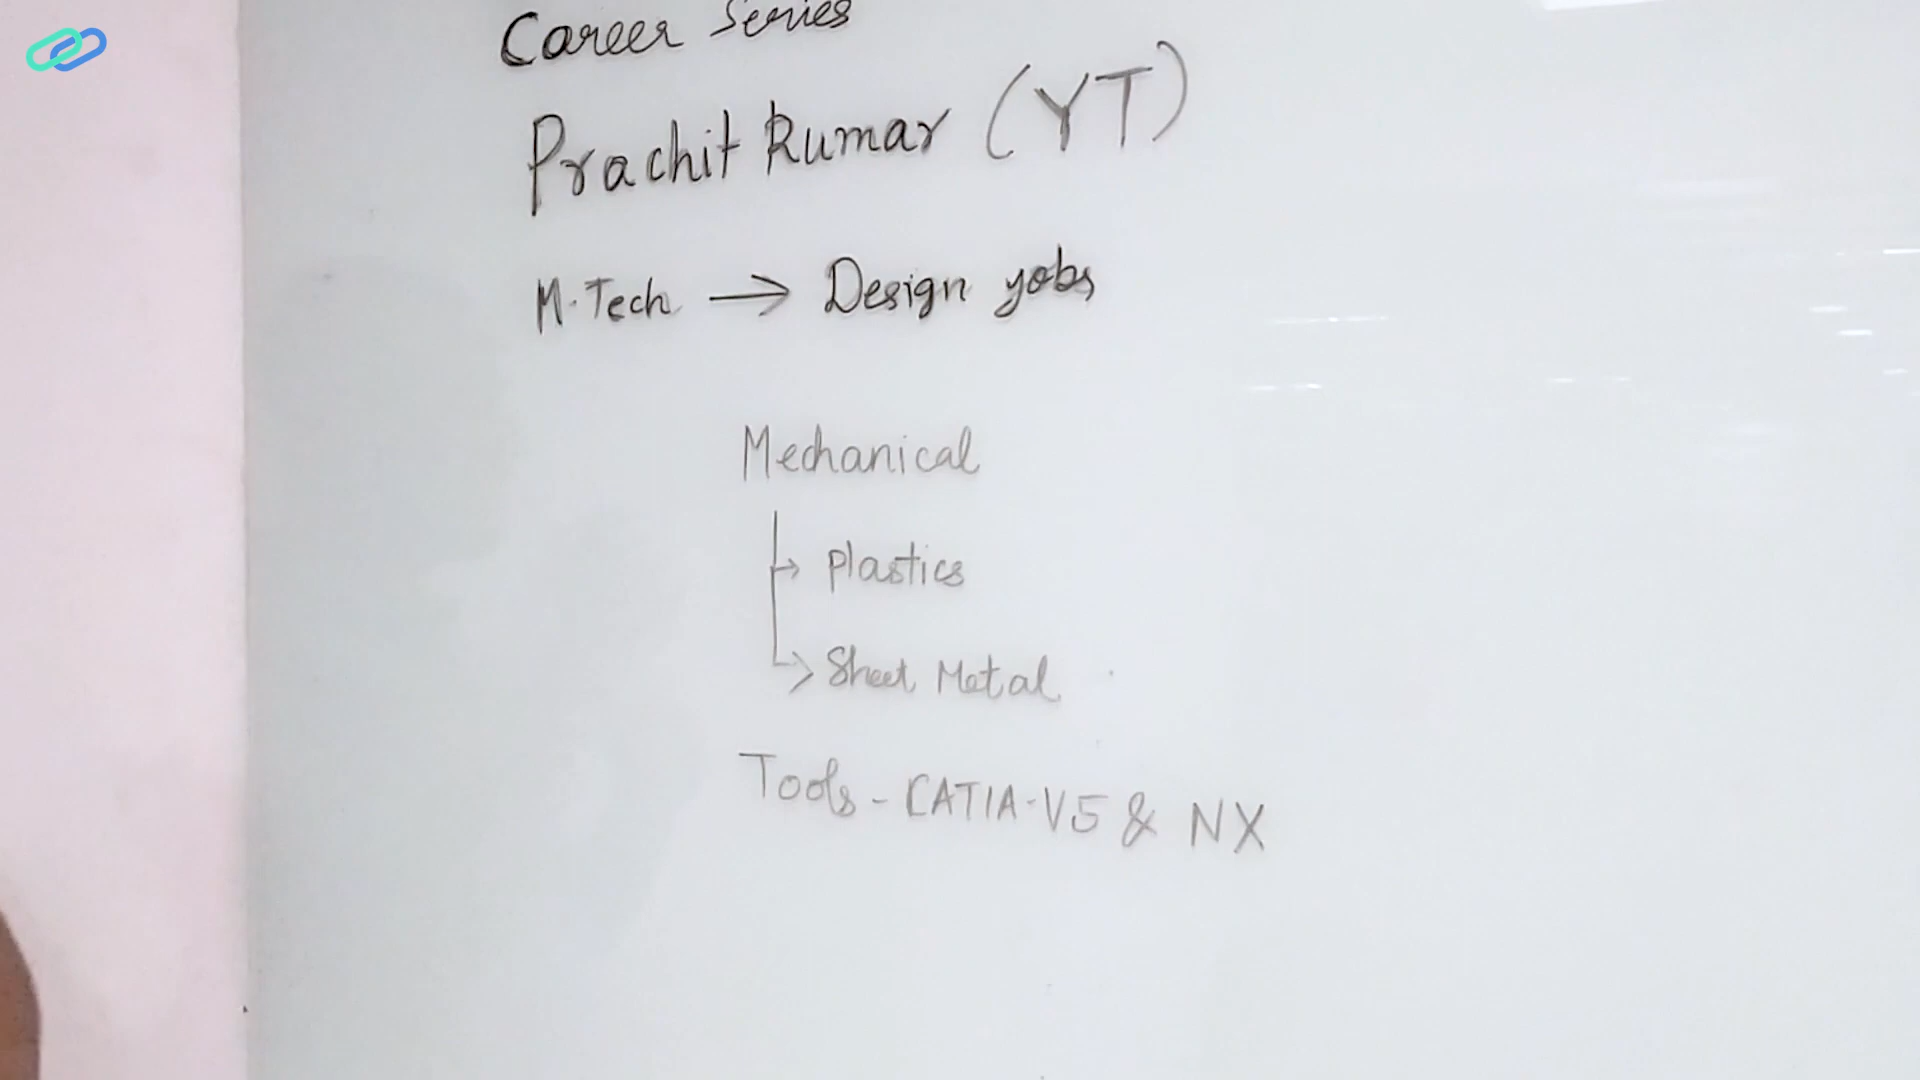 Career Series
Prachit Kumar (YT)
M.Tech → Design jobs
Mechanical
→ Plastics
→ Sheet Metal
Tools - CATIA-V5 & NX